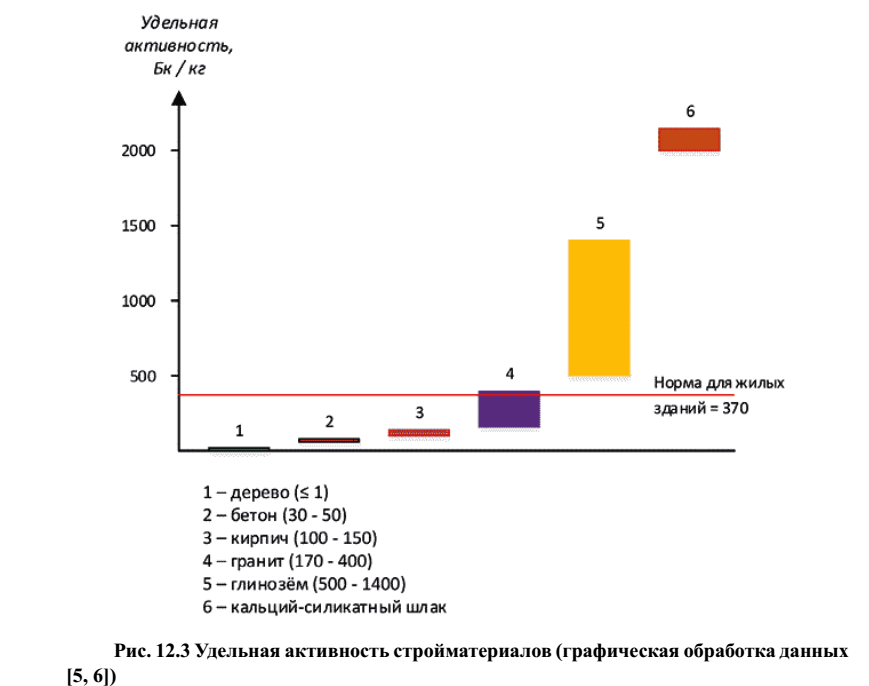 Удельная
активность,
Бк / кг
6
2000
5
1500
1000
4
500
Норма для жилых
зданий = 370
3
2
1
1 – дерево (≤ 1)
2 – бетон (30 - 50)
3 – кирпич (100 - 150)
4 – гранит (170 - 400)
5 – глинозём (500 - 1400)
6 – кальций-силикатный шлак
Рис. 12.3 Удельная активность стройматериалов (графическая обработка данных
[5, 6])